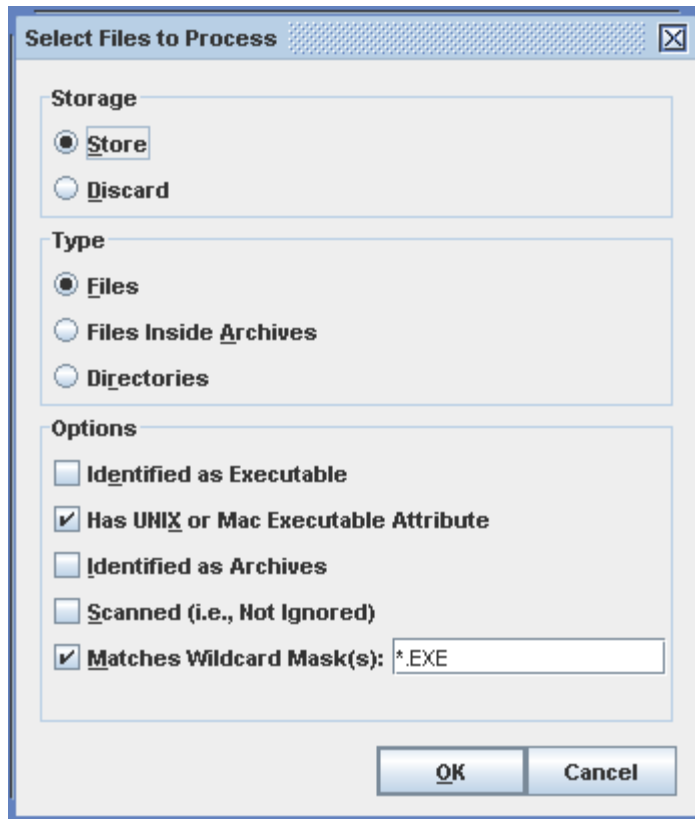 Select Files to Process
Storage
Store
Discard
Type
Files
Files Inside Archives
Directories
Options
Identified as Executable
Has UNIX or Mac Executable Attribute
Identified as Archives
Scanned (i.e., Not Ignored)
Matches Wildcard Mask(s): *.EXE
OK Cancel